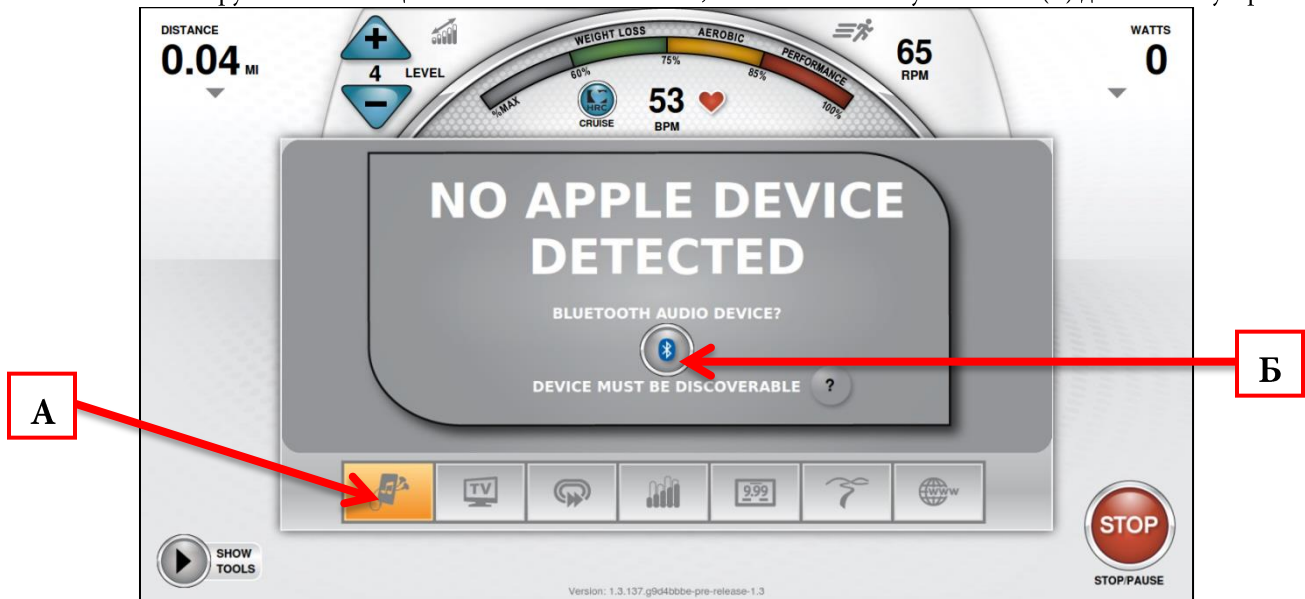 DISTANCE
0.04 MI
+
4 LEVEL
−
%MAX
60%
WEIGHT LOSS
75%
AEROBIC
85%
PERFORMANCE
100%
HRC
CRUISE
53
BPM
65
RPM
WATTS
0
NO APPLE DEVICE
DETECTED
BLUETOOTH AUDIO DEVICE?
DEVICE MUST BE DISCOVERABLE ?
А
Б
TV
9.99
WWW
SHOW
TOOLS
STOP
STOP/PAUSE
Version: 1.3.137.g9d4bbbe-pre-release-1.3